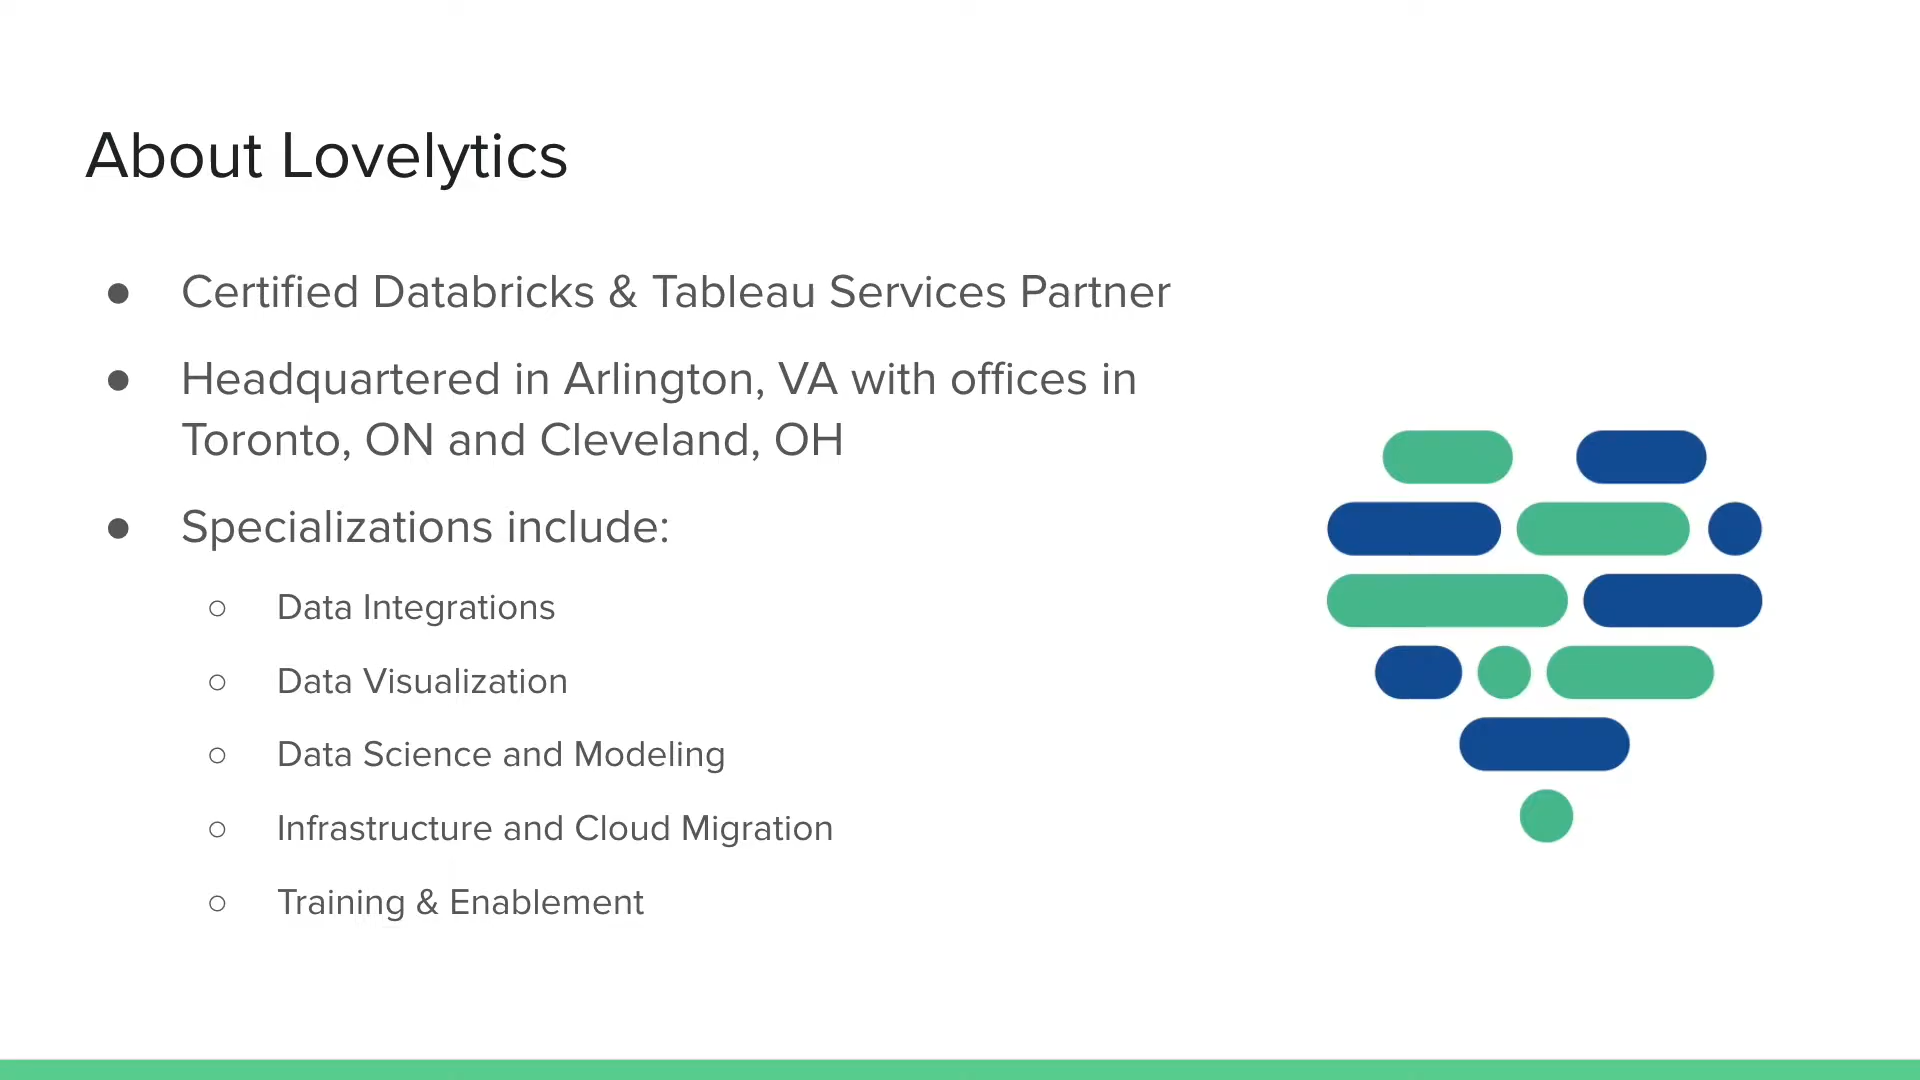 About Lovelytics
● Certified Databricks & Tableau Services Partner
● Headquartered in Arlington, VA with offices in
Toronto, ON and Cleveland, OH
● Specializations include:
○ Data Integrations
○ Data Visualization
○ Data Science and Modeling
○ Infrastructure and Cloud Migration
○ Training & Enablement